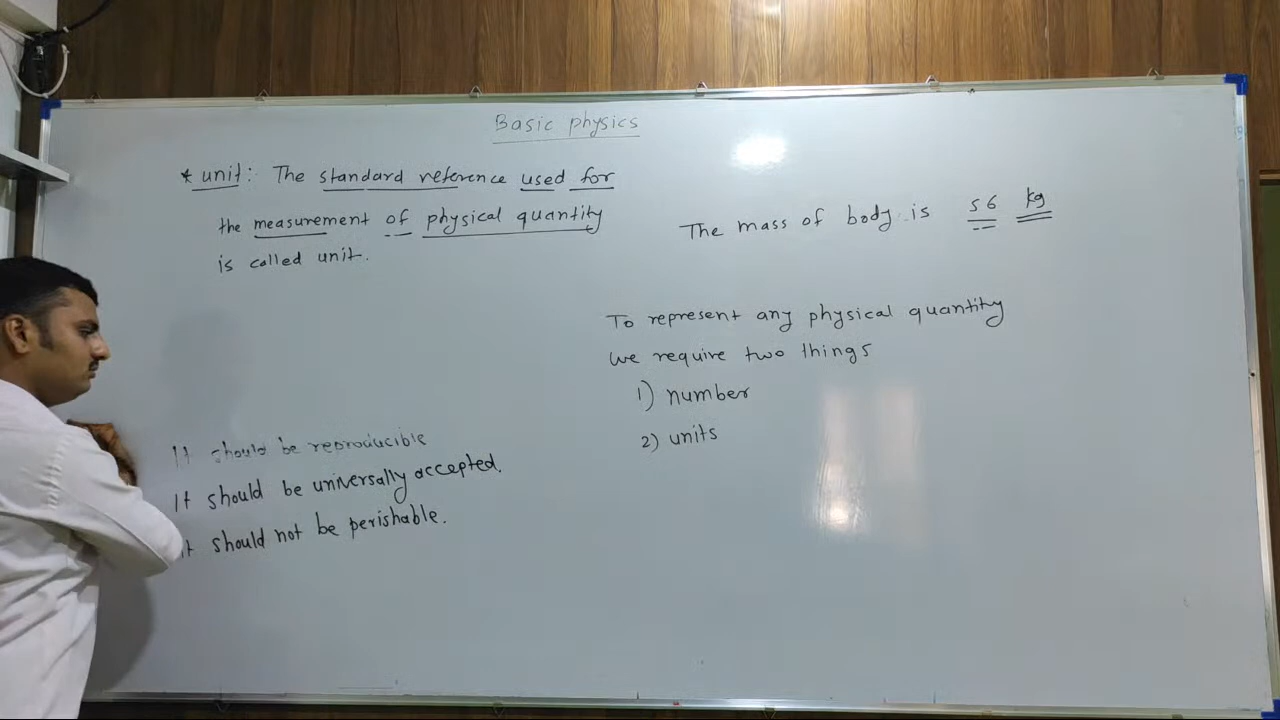 Basic physics
* unit: The standard reference used for
the measurement of physical quantity
is called unit.
The mass of body is 56 kg
To represent any physical quantity
we require two things
1) number
2) units
It should be reproducible
It should be universally accepted.
It should not be perishable.